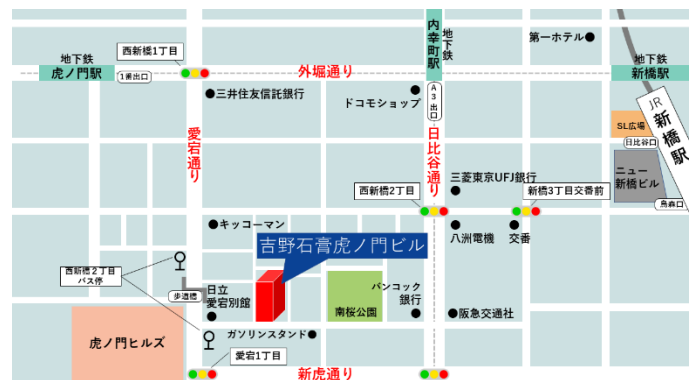 西新橋1丁目
内幸町駅
地下鉄
第一ホテル
地下鉄
虎ノ門駅
1番出口
外堀通り
地下鉄
新橋駅
三井住友信託銀行
ドコモショップ
A3出口
JR新橋駅
SL広場
日比谷口
愛宕通り
日比谷通り
ニュー
新橋ビル
烏森口
三菱東京UFJ銀行
西新橋2丁目
新橋3丁目交番前
キッコーマン
八洲電機
交番
吉野石膏虎ノ門ビル
西新橋2丁目
バス停
歩道橋
日立
愛宕別館
南桜公園
バンコック
銀行
阪急交通社
ガソリンスタンド
虎ノ門ヒルズ
愛宕1丁目
新虎通り